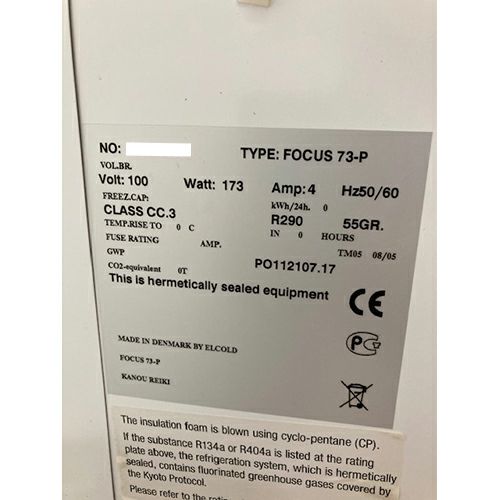 NO:
TYPE: FOCUS 73-P
VOL.BR.
Volt: 100 Watt: 173 Amp: 4 Hz50/60
FREEZ.CAP: kWh/24h. 0
CLASS CC.3 R290 55GR.
TEMP.RISE TO 0 C IN 0 HOURS
FUSE RATING AMP. TM05 08/05
GWP
CO2-equivalent 0T PO112107.17
This is hermetically sealed equipment
CE
PG
MADE IN DENMARK BY ELCOLD
FOCUS 73-P
KANOU REIKI
The insulation foam is blown using cyclo-pentane (CP).
If the substance R134a or R404a is listed at the rating
plate above, the refrigeration system, which is hermetically
sealed, contains fluorinated greenhouse gases covered by
the Kyoto Protocol.
Please refer to the